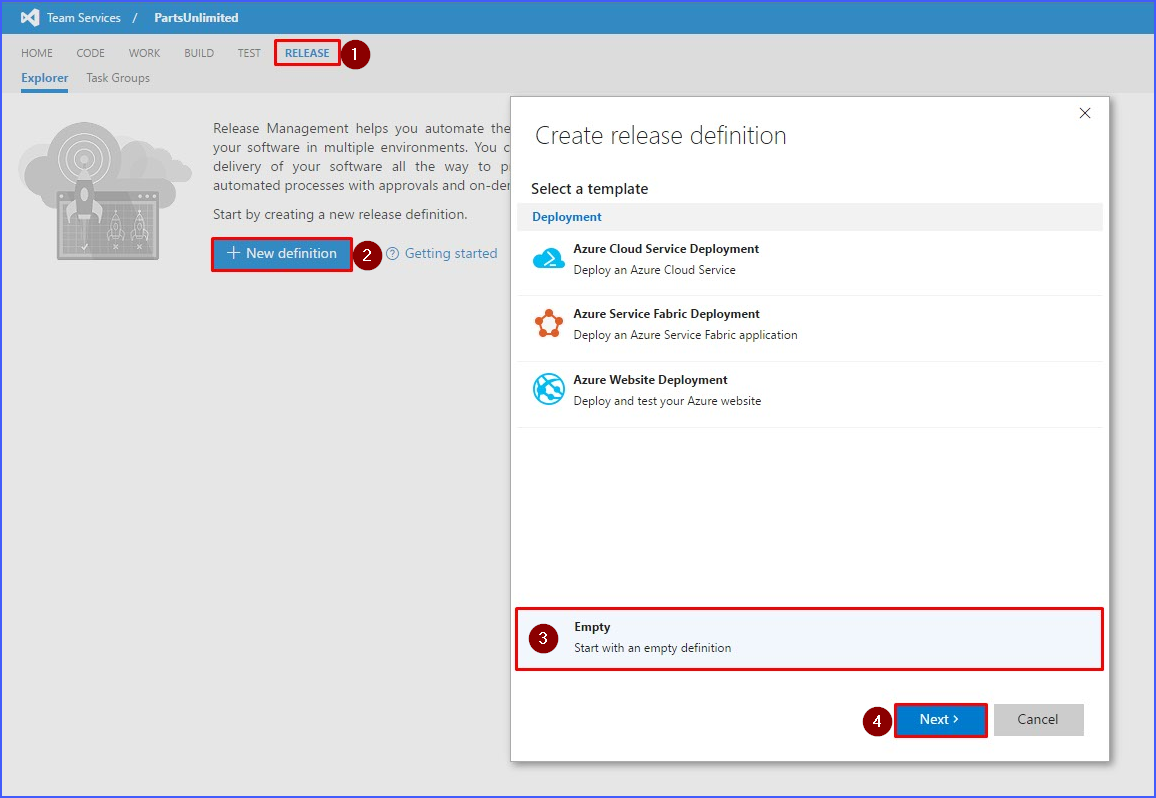 Team Services / PartsUnlimited
HOME CODE WORK BUILD TEST RELEASE 1
Explorer Task Groups
Release Management helps you automate the
your software in multiple environments. You c
delivery of your software all the way to p
automated processes with approvals and on-de
Start by creating a new release definition.
+ New definition 2 ? Getting started
Create release definition
Select a template
Deployment
Azure Cloud Service Deployment
Deploy an Azure Cloud Service
Azure Service Fabric Deployment
Deploy an Azure Service Fabric application
Azure Website Deployment
Deploy and test your Azure website
3 Empty
Start with an empty definition
4 Next > Cancel